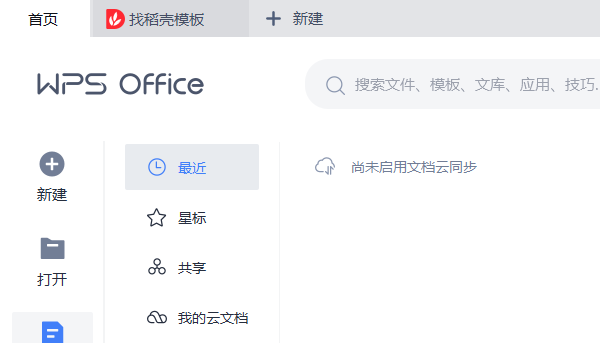 首页
找稻壳模板
新建
WPS Office
搜索文件、模板、文库、应用、技巧.
最近
尚未启用文档云同步
新建
星标
打开
共享
我的云文档